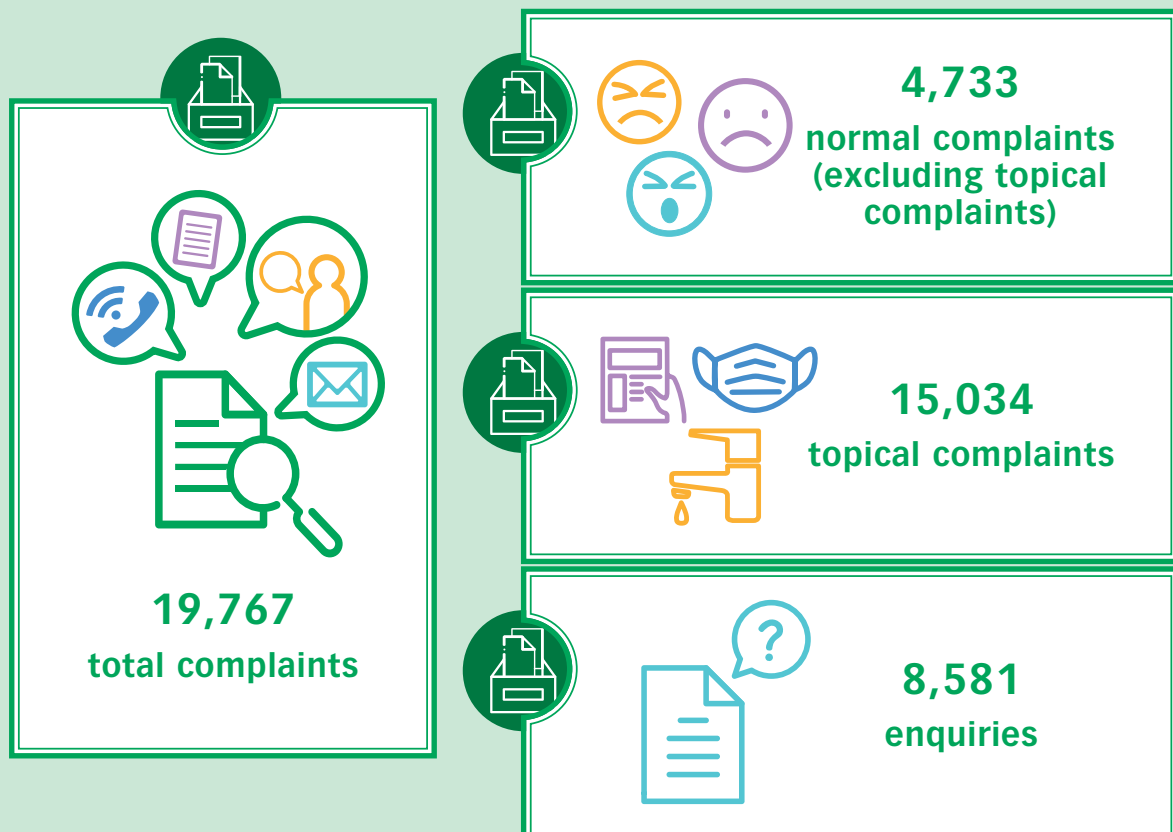 19,767
total complaints
4,733
normal complaints
(excluding topical
complaints)
15,034
topical complaints
?
8,581
enquiries